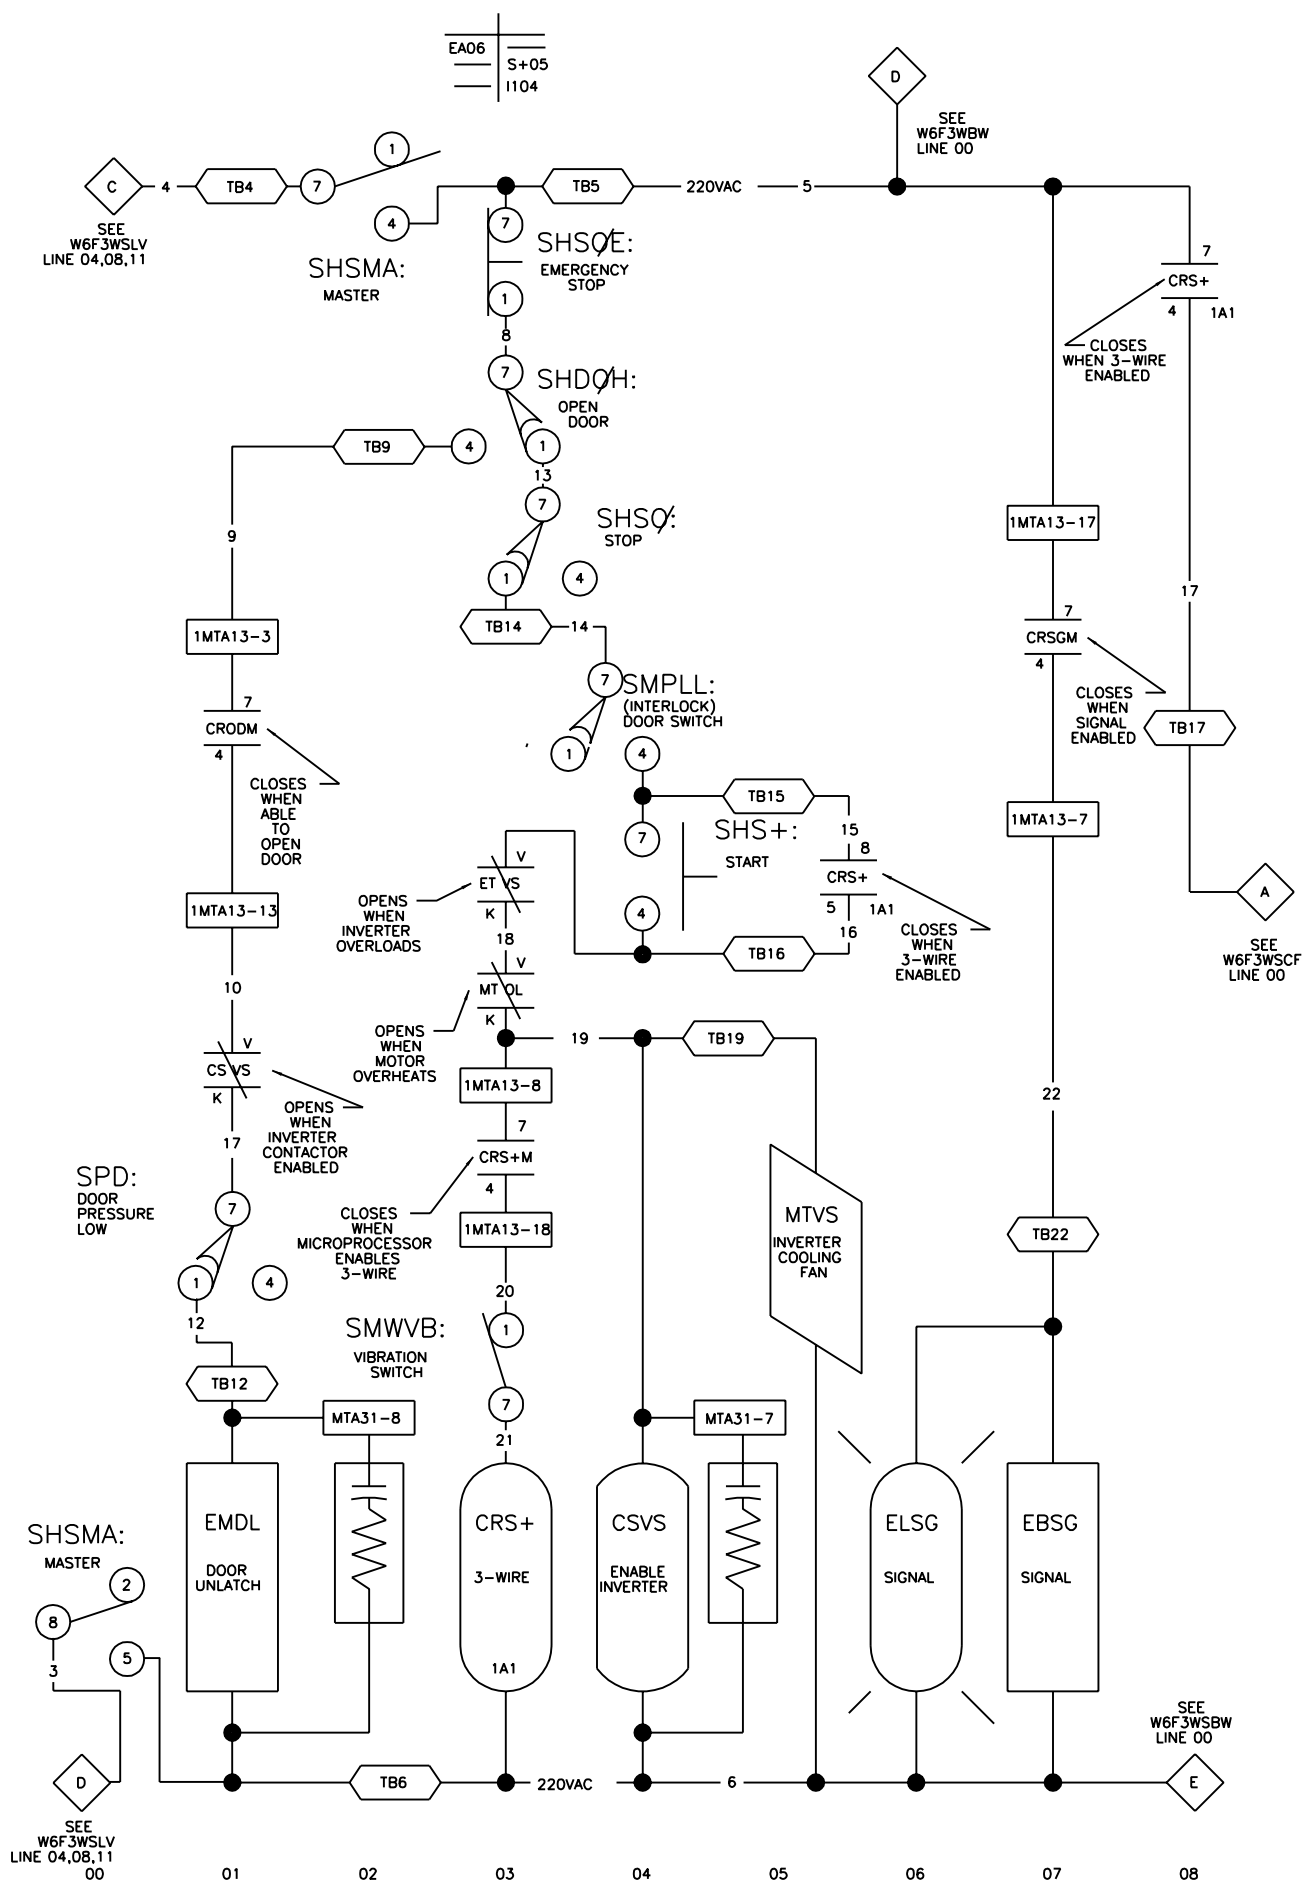 EA06
S+05
1104
D
SEE
W6F3WBW
LINE 00
C
4
TB4
7
1
4
TB5
220VAC
5
SEE
W6F3WSLV
LINE 04,08,11
SHSMA:
MASTER
7
SHSØE:
EMERGENCY
STOP
1
8
7
CRS+
4
1A1
CLOSES
WHEN 3-WIRE
ENABLED
7
SHDØH:
OPEN
DOOR
TB9
4
1
13
7
SHSØ:
STOP
1
4
9
1MTA13-17
TB14
14
17
1MTA13-3
7
CRSGM
4
7
SMPLL:
(INTERLOCK)
DOOR SWITCH
1
4
CLOSES
WHEN
SIGNAL
ENABLED
TB17
7
CRODM
4
CLOSES
WHEN
ABLE
TO
OPEN
DOOR
TB15
15
7
SHS+:
START
4
8
CRS+
5
1A1
16
1MTA13-7
V
ET VS
K
18
OPENS
WHEN
INVERTER
OVERLOADS
1MTA13-13
CLOSES
WHEN
3-WIRE
ENABLED
A
SEE
W6F3WSCF
LINE 00
TB16
V
MT OL
K
10
OPENS
WHEN
MOTOR
OVERHEATS
19
TB19
V
CS VS
K
17
OPENS
WHEN
INVERTER
CONTACTOR
ENABLED
1MTA13-8
7
CRS+M
4
22
SPD:
DOOR
PRESSURE
LOW
7
1
4
12
CLOSES
WHEN
MICROPROCESSOR
ENABLES
3-WIRE
1MTA13-18
20
MTVS
INVERTER
COOLING
FAN
TB22
SMWVB:
VIBRATION
SWITCH
1
7
21
TB12
MTA31-8
MTA31-7
EMDL
DOOR
UNLATCH
CRS+
3-WIRE
1A1
CSVS
ENABLE
INVERTER
ELSG
SIGNAL
EBSG
SIGNAL
SHSMA:
MASTER
2
8
5
3
D
SEE
W6F3WSLV
LINE 04,08,11
TB6
220VAC
6
SEE
W6F3WSBW
LINE 00
E
00
01
02
03
04
05
06
07
08